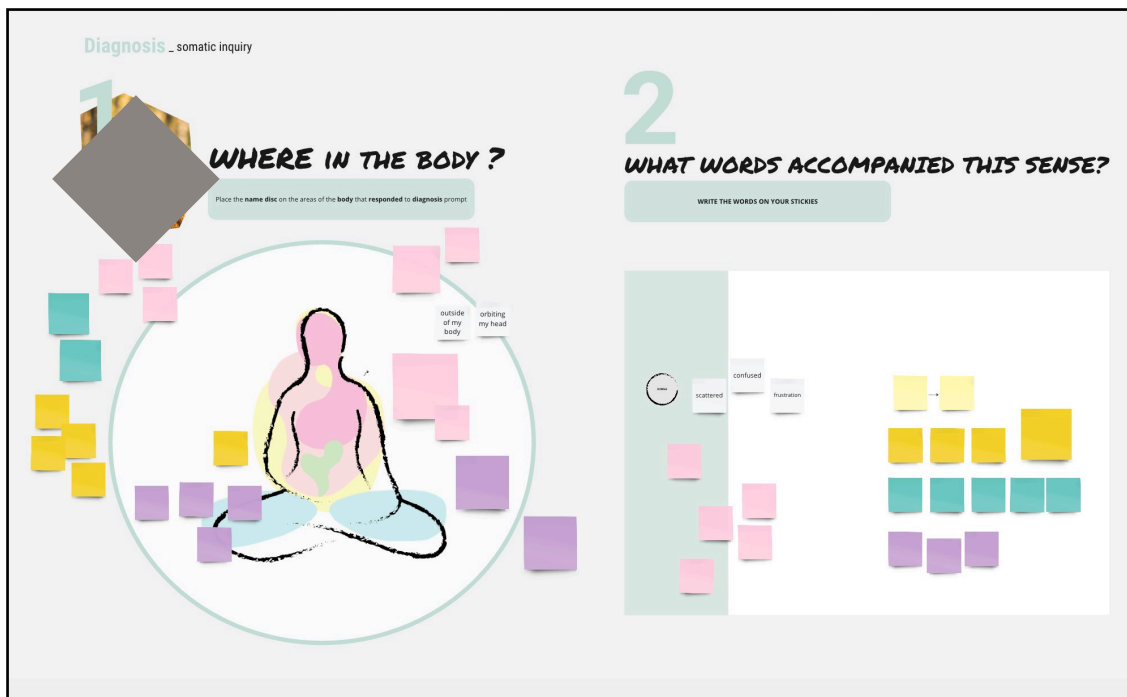 Diagnosis _ somatic inquiry
1
WHERE IN THE BODY ?
Place the name disc on the areas of the body that responded to diagnosis prompt
outside
of my
body
orbiting
my head
2
WHAT WORDS ACCOMPANIED THIS SENSE?
WRITE THE WORDS ON YOUR STICKIES
scattered
confused
frustration